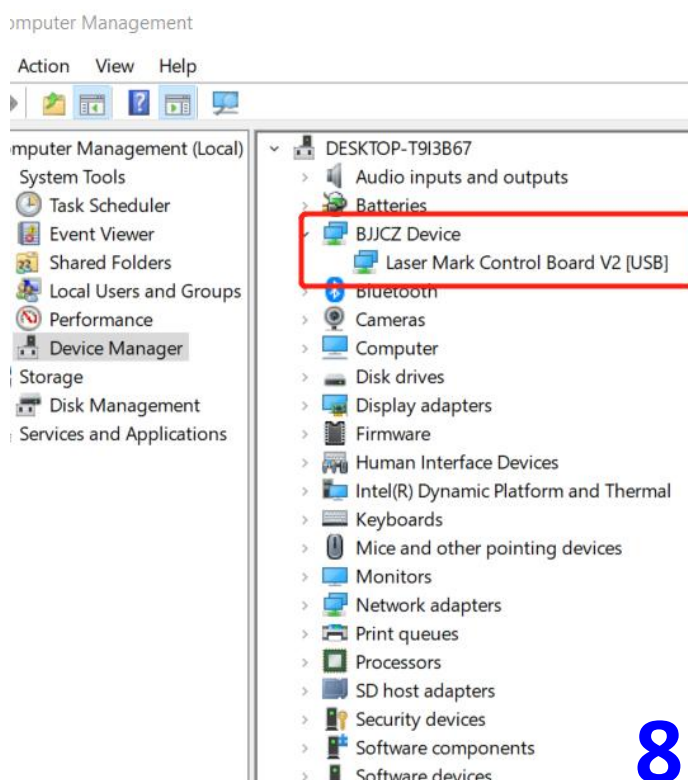 omputer Management
Action View Help
omputer Management (Local)
System Tools
Task Scheduler
Event Viewer
Shared Folders
Local Users and Groups
Performance
Device Manager
Storage
Disk Management
Services and Applications
DESKTOP-T9I3B67
Audio inputs and outputs
Batteries
BJJCZ Device
Laser Mark Control Board V2 [USB]
Bluetooth
Cameras
Computer
Disk drives
Display adapters
Firmware
Human Interface Devices
Intel(R) Dynamic Platform and Thermal
Keyboards
Mice and other pointing devices
Monitors
Network adapters
Print queues
Processors
SD host adapters
Security devices
Software components
Software devices
8